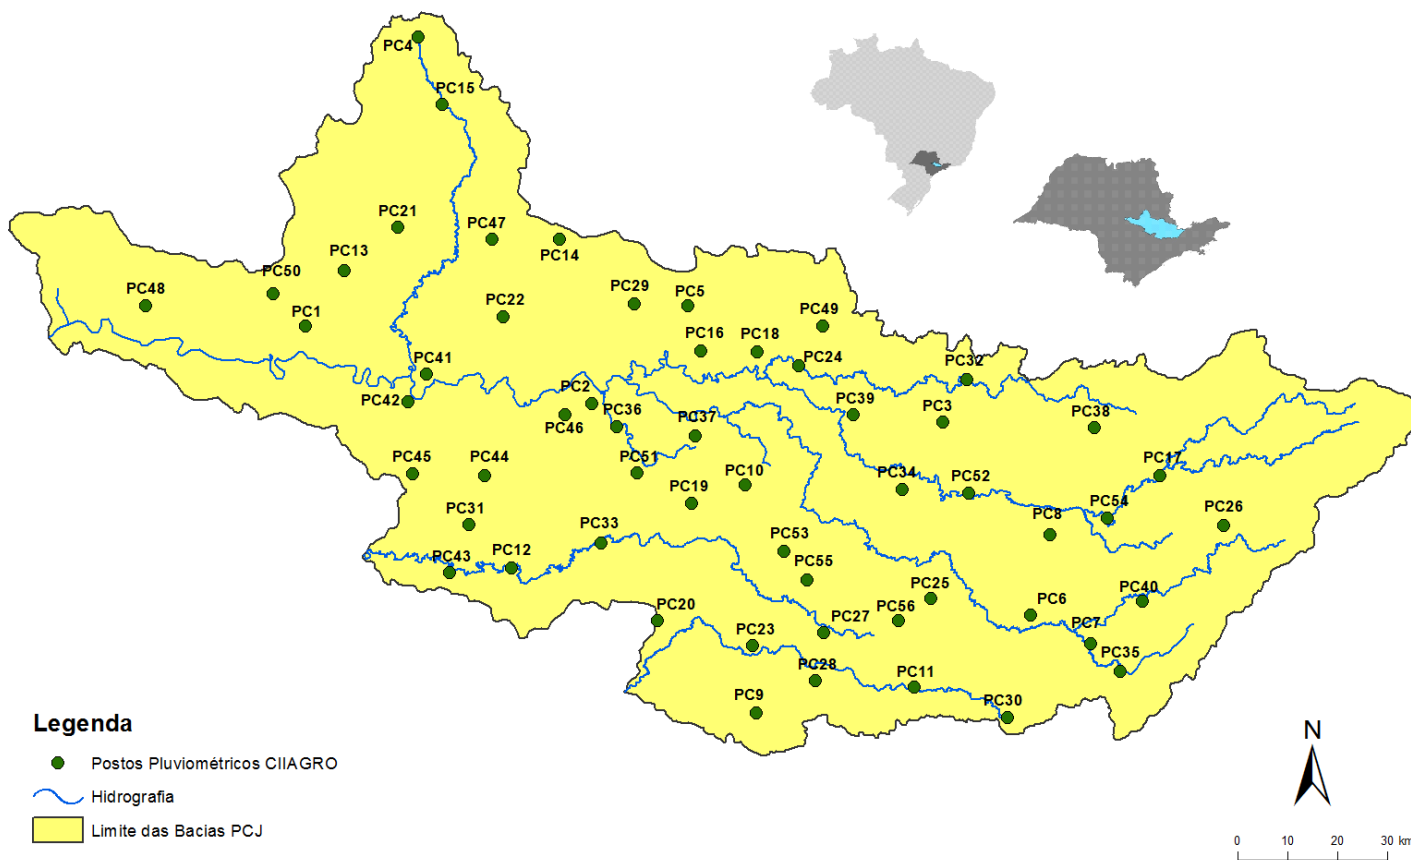 PC4
PC15
PC21
PC47
PC14
PC13
PC50
PC48
PC1
PC22
PC29
PC5
PC49
PC16
PC18
PC24
PC32
PC41
PC42
PC2
PC46
PC36
PC37
PC39
PC3
PC38
PC45
PC44
PC51
PC10
PC34
PC52
PC17
PC19
PC54
PC8
PC26
PC31
PC33
PC43
PC12
PC53
PC55
PC25
PC56
PC6
PC40
PC20
PC23
PC27
PC7
PC35
PC28
PC11
PC9
PC30
Legenda
Postos Pluviométricos CIIAGRO
Hidrografia
Limite das Bacias PCJ
N
0 10 20 30 km